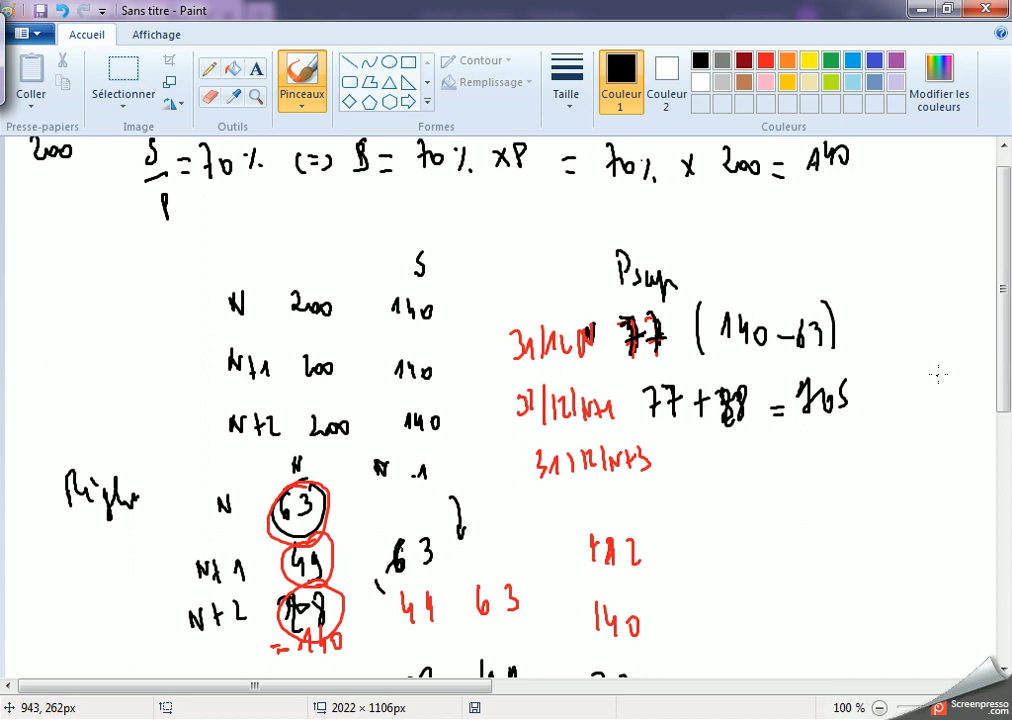 Sans titre - Paint
Accueil Affichage
Coller
Presse-papiers
Sélectionner
Image
Outils
Pinceaux
Contour
Remplissage
Formes
Taille
Couleur 1
Couleur 2
Modifier les couleurs
Couleurs
200 S/P = 70% (=) S = 70% XP = 70% x 200 = 140
S Psup
N 200 140 77 (140 - 63)
N+1 200 140 31/12/N+1 77 + 28 = 105
N+2 200 140
31/12/N+3
N N+1
N 63
N+1 49 63 112
N+2 28 49 63 140
= 140
943, 262px
2022 × 1106px
100 %
Screenpresso
.com